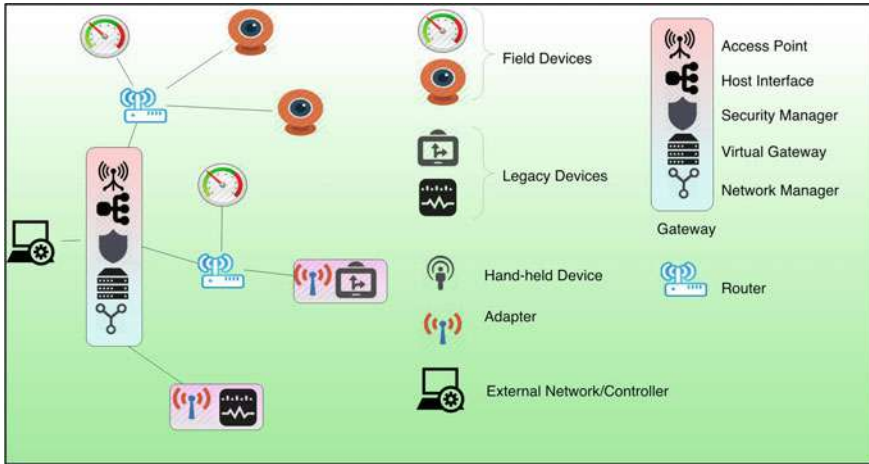 Field Devices
Legacy Devices
Hand-held Device
Adapter
External Network/Controller
Access Point
Host Interface
Security Manager
Virtual Gateway
Network Manager
Gateway
Router